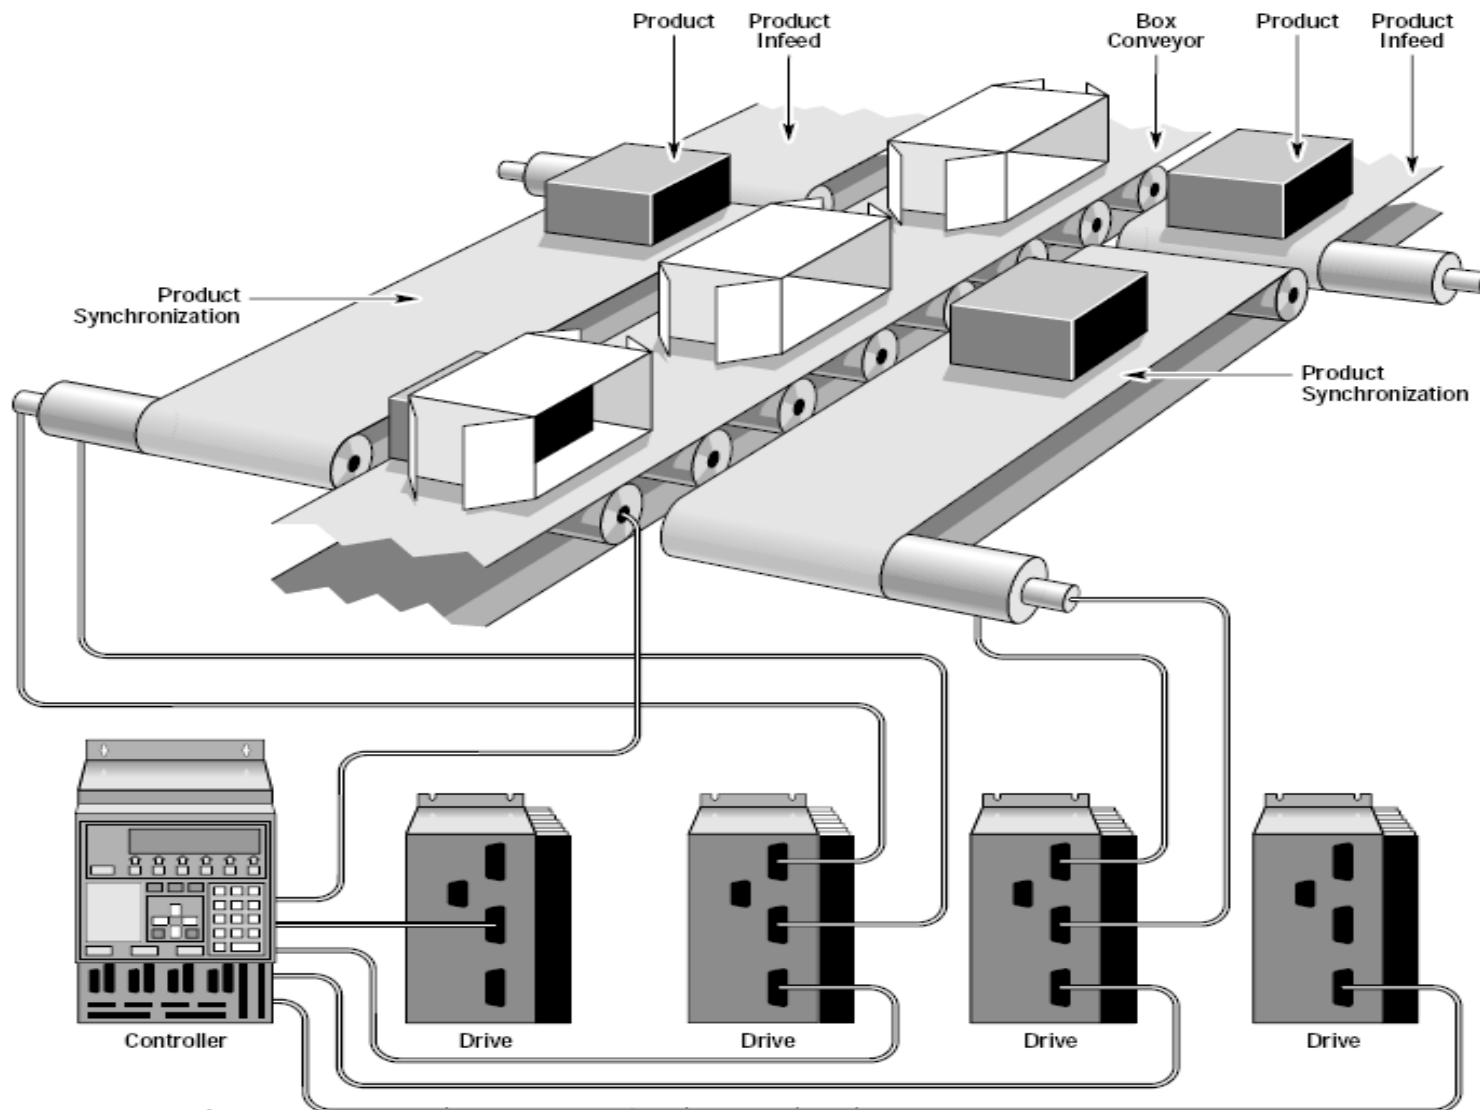 Product
Product
Infeed
Box
Conveyor
Product
Product
Infeed
Product
Synchronization
Product
Synchronization
Controller
Drive
Drive
Drive
Drive